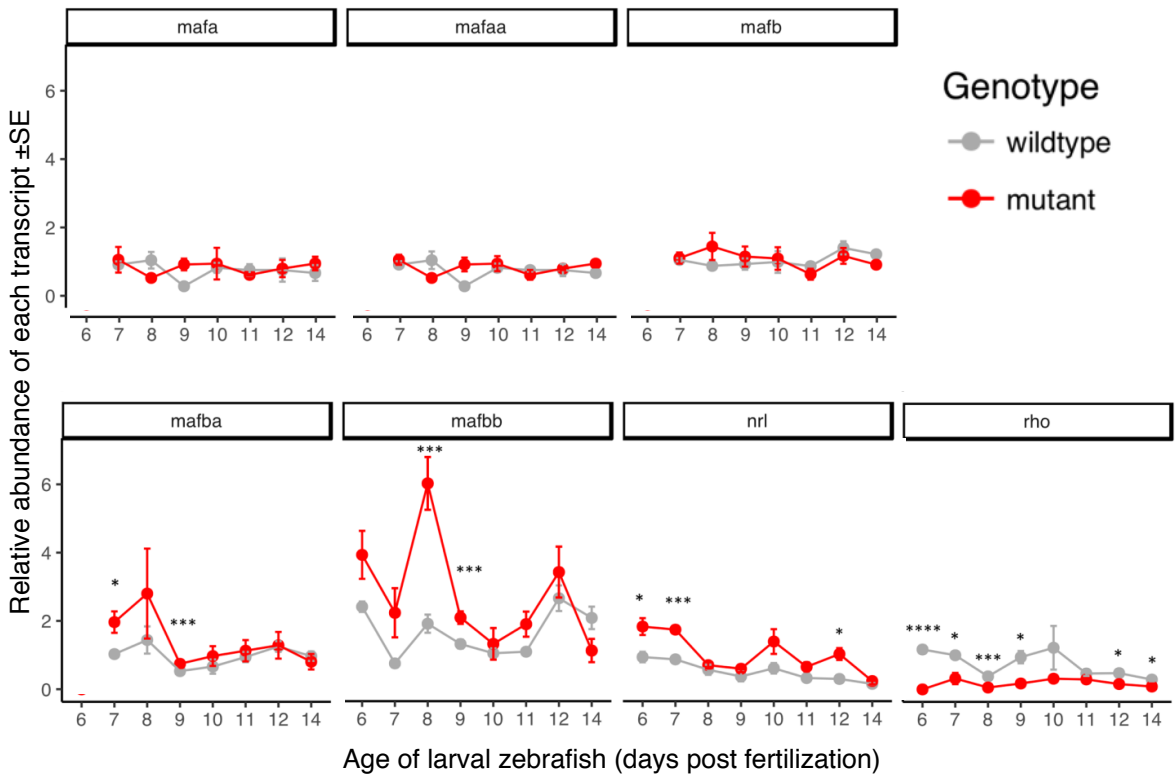 mafa mafaa mafb
6
4
2
0
6 7 8 9 10 11 12 14 6 7 8 9 10 11 12 14 6 7 8 9 10 11 12 14
Genotype
wildtype
mutant
Relative abundance of each transcript ±SE
mafba mafbb nrl rho
6
4
2
0
* ***
*** ***
* *** *
**** * *** * * *
6 7 8 9 10 11 12 14 6 7 8 9 10 11 12 14 6 7 8 9 10 11 12 14 6 7 8 9 10 11 12 14
Age of larval zebrafish (days post fertilization)